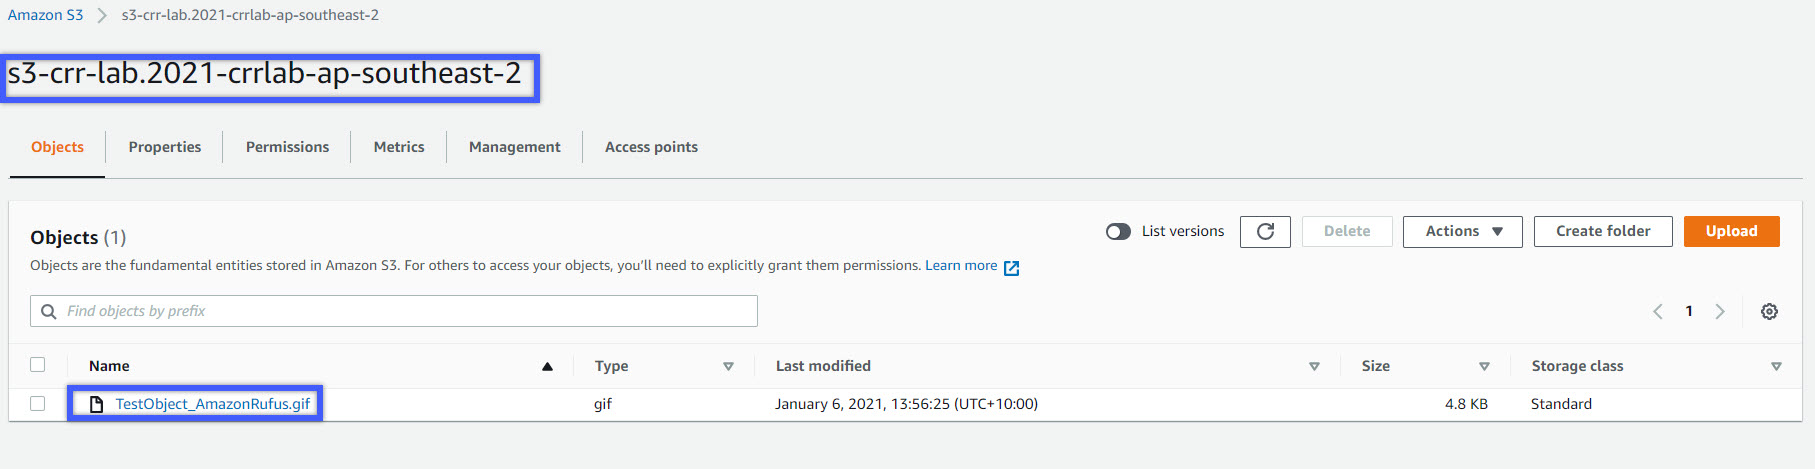 Amazon S3 > s3-crr-lab.2021-crrlab-ap-southeast-2
s3-crr-lab.2021-crrlab-ap-southeast-2
Objects Properties Permissions Metrics Management Access points
Objects (1) List versions Delete Actions Create folder Upload
Objects are the fundamental entities stored in Amazon S3. For others to access your objects, you'll need to explicitly grant them permissions. Learn more
Find objects by prefix 1
Name Type Last modified Size Storage class
TestObject_AmazonRufus.gif gif January 6, 2021, 13:56:25 (UTC+10:00) 4.8 KB Standard